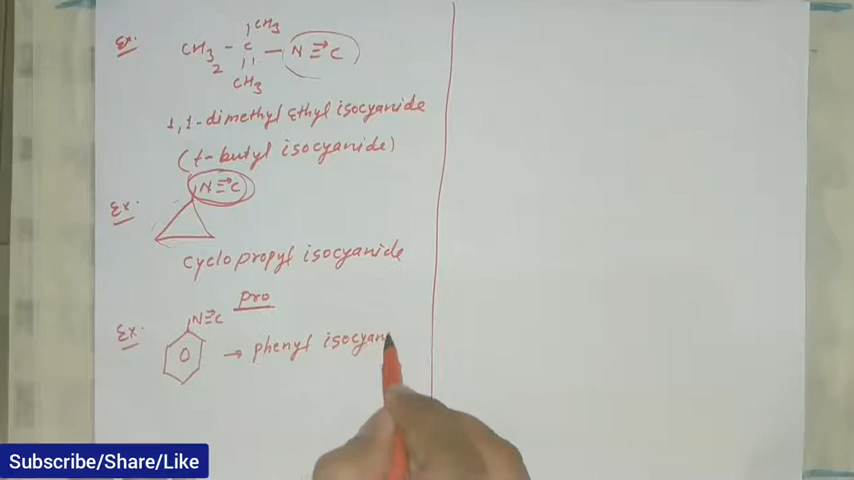 Ex.
CH3
CH3 - C - N≡C
2
CH3
1,1-dimethyl Ethyl isocyanide
(t-butyl isocyanide)
Ex.
N≡C
cyclopropyl isocyanide
pro
Ex.
N≡C
→ phenyl isocyan
Subscribe/Share/Like